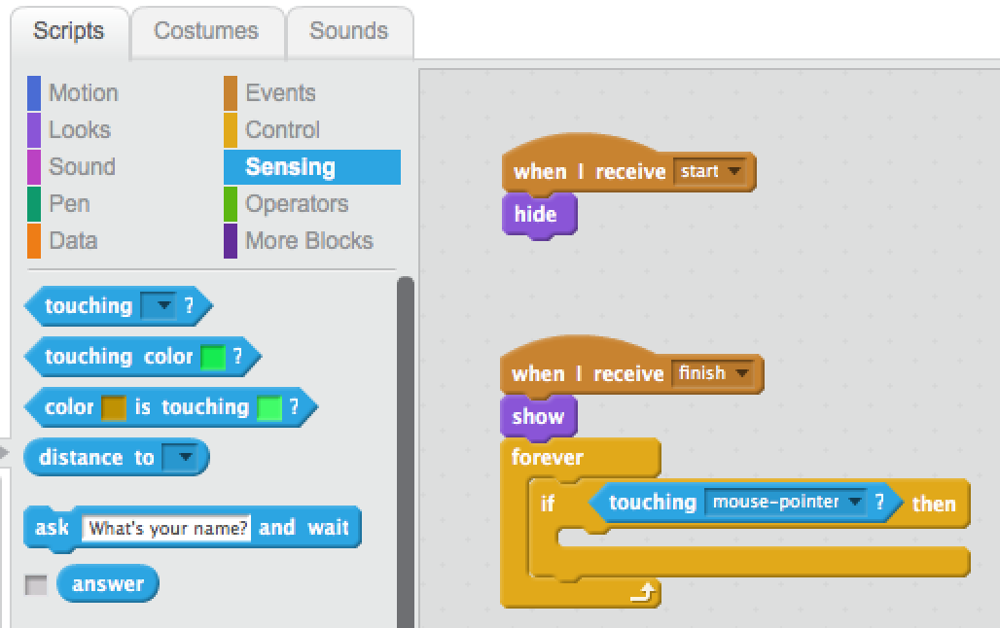 Scripts Costumes Sounds
Motion Events
Looks Control
Sound Sensing
Pen Operators
Data More Blocks
touching ?
touching color ?
color is touching ?
distance to
ask What's your name? and wait
answer
when I receive start
hide
when I receive finish
show
forever
if touching mouse-pointer ? then